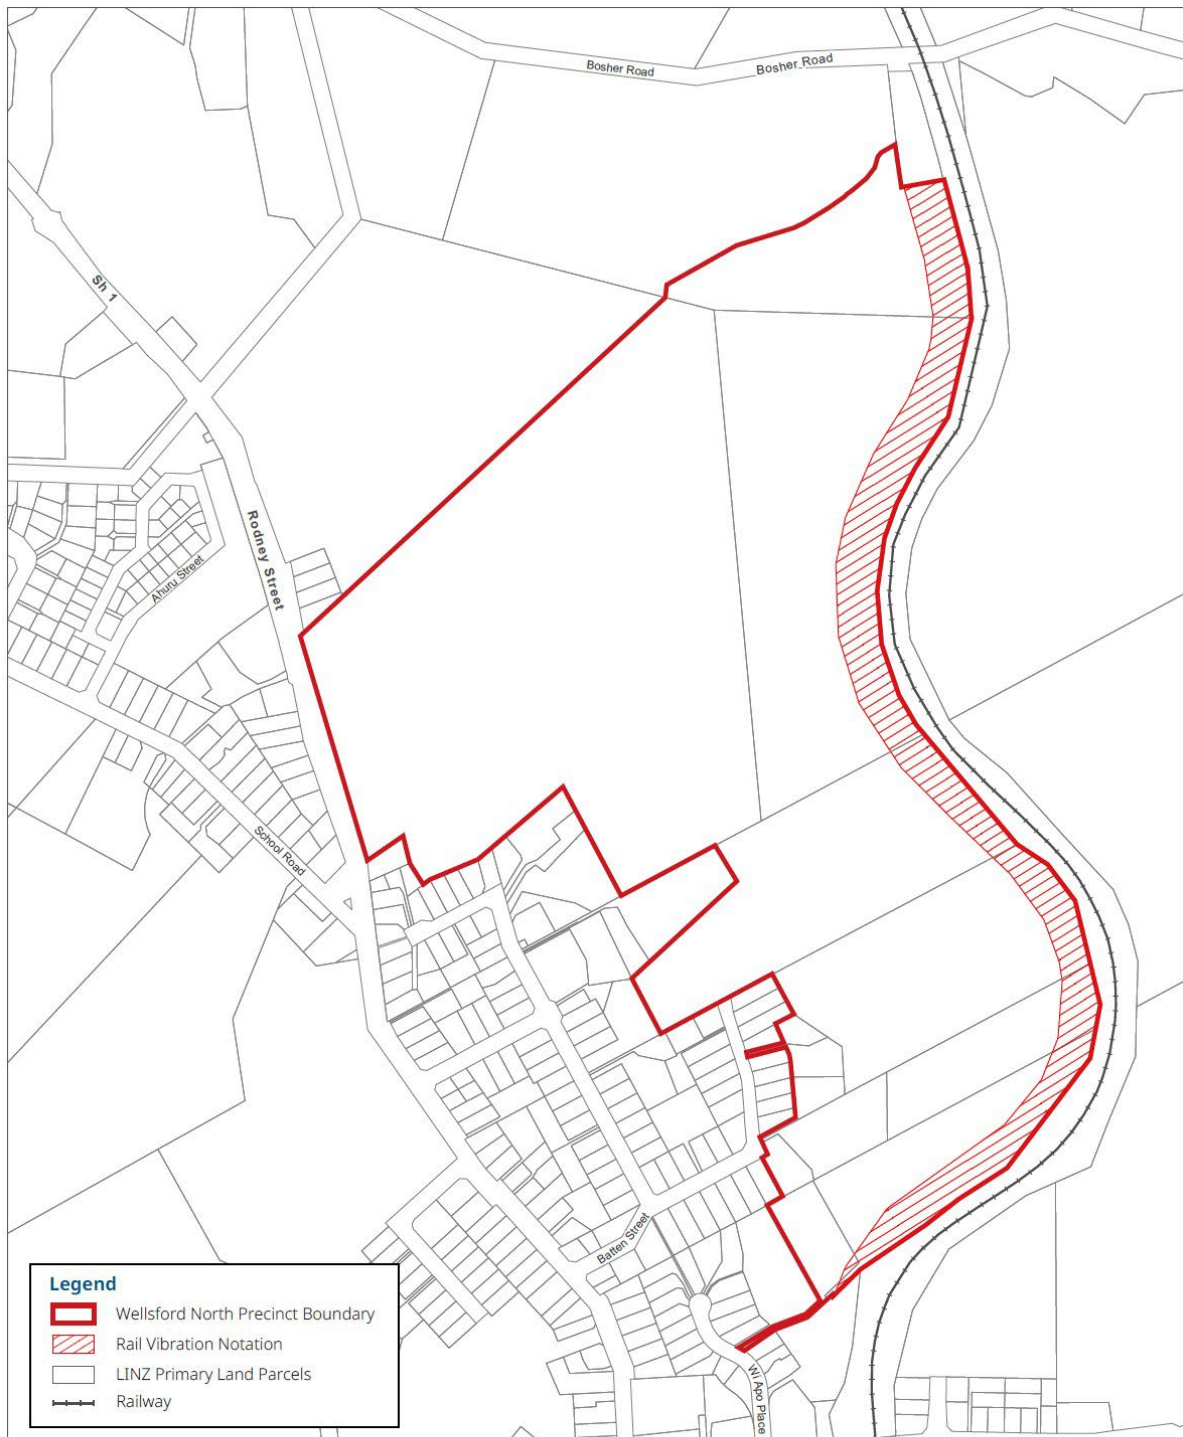 Bosher Road
Bosher Road
Sh 1
Rodney Street
Ahuru Street
School Road
Batten Street
Wi Apo Place
Legend
Wellsford North Precinct Boundary
Rail Vibration Notation
LINZ Primary Land Parcels
Railway